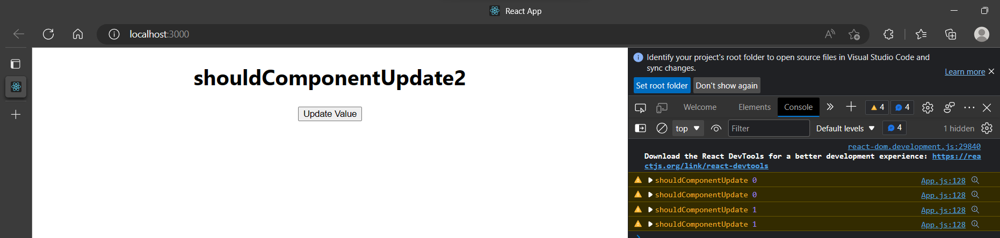 React App
localhost:3000
shouldComponentUpdate2
Update Value
Identify your project's root folder to open source files in Visual Studio Code and
sync changes.
Learn more
Set root folder Don't show again
Welcome Elements Console 4 4
top Filter Default levels 4 1 hidden
react-dom.development.js:29840
Download the React DevTools for a better development experience: https://rea
ctjs.org/link/react-devtools
shouldComponentUpdate 0 App.js:128
shouldComponentUpdate 0 App.js:128
shouldComponentUpdate 1 App.js:128
shouldComponentUpdate 1 App.js:128